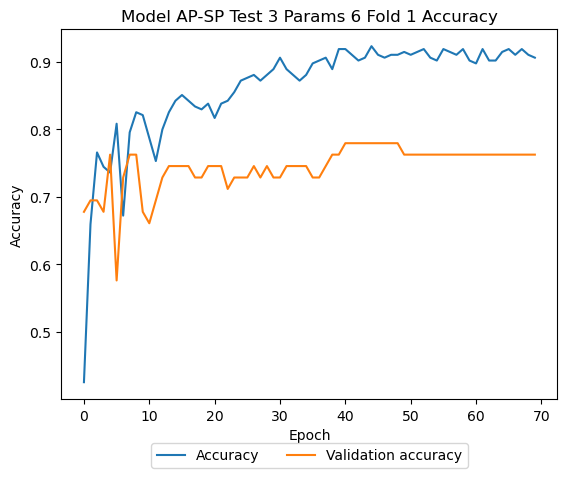 Model AP-SP Test 3 Params 6 Fold 1 Accuracy
Accuracy
0.9
0.8
0.7
0.6
0.5
0 10 20 30 40 50 60 70
Epoch
Accuracy Validation accuracy